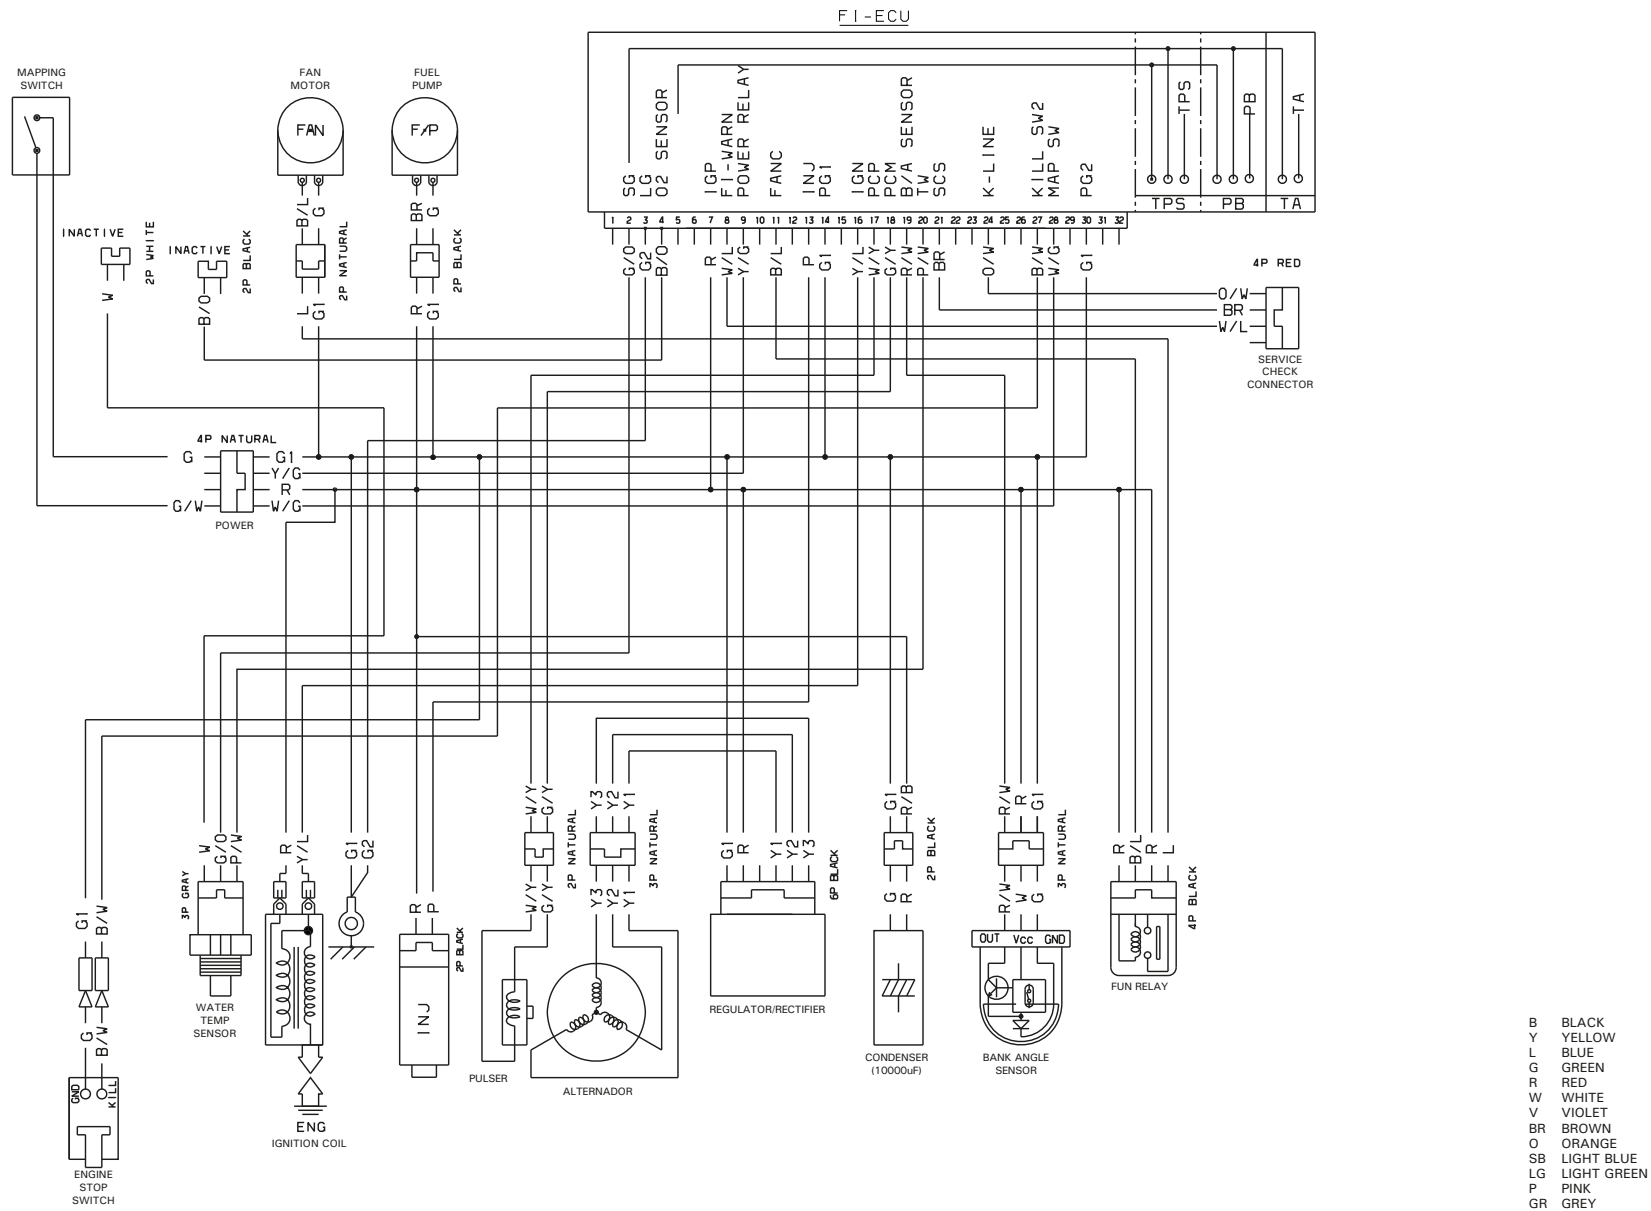 FI-ECU
MAPPING
SWITCH
FAN
MOTOR
FUEL
PUMP
FAN
F/P
SG
LG
O2 SENSOR
IGP
FI-WARN
POWER RELAY
FANC
INJ
PG1
IGN
PCP
PCM
B/A SENSOR
TW
SCS
K-LINE
KILL SW2
MAP SW
PG2
TPS
PB
TA
TPS PB TA
1 2 3 4 5 6 7 8 9 10 11 12 13 14 15 16 17 18 19 20 21 22 23 24 25 26 27 28 29 30 31 32
G/O G2 B/O R W/L Y/G B/L P G1 Y/L W/Y G/Y R/W P/W BR O/W B/W W/G G1
B/L G
BR G
INACTIVE
2P WHITE
W
INACTIVE
2P BLACK
B/O
2P NATURAL
L G1
2P BLACK
R G1
4P RED
O/W
BR
W/L
SERVICE
CHECK
CONNECTOR
4P NATURAL
G G1
Y/G
R
G/W W/G
POWER
W/Y G/Y
2P NATURAL
W/Y G/Y
PULSER
Y3 Y2 Y1
3P NATURAL
Y3 Y2 Y1
ALTERNADOR
G1 R Y1 Y2 Y3
6P BLACK
REGULATOR/RECTIFIER
G1 R/B
2P BLACK
G R
CONDENSER
(10000uF)
R/W R G1
3P NATURAL
R/W W G
OUT Vcc GND
BANK ANGLE
SENSOR
R B/L R L
4P BLACK
FUN RELAY
W G/O P/W
3P GRAY
WATER
TEMP
SENSOR
R Y/L
ENG
IGNITION COIL
G1 G2
R P
2P BLACK
INJ
G1 B/W
G B/W
GND KILL
ENGINE
STOP
SWITCH
B BLACK
Y YELLOW
L BLUE
G GREEN
R RED
W WHITE
V VIOLET
BR BROWN
O ORANGE
SB LIGHT BLUE
LG LIGHT GREEN
P PINK
GR GREY